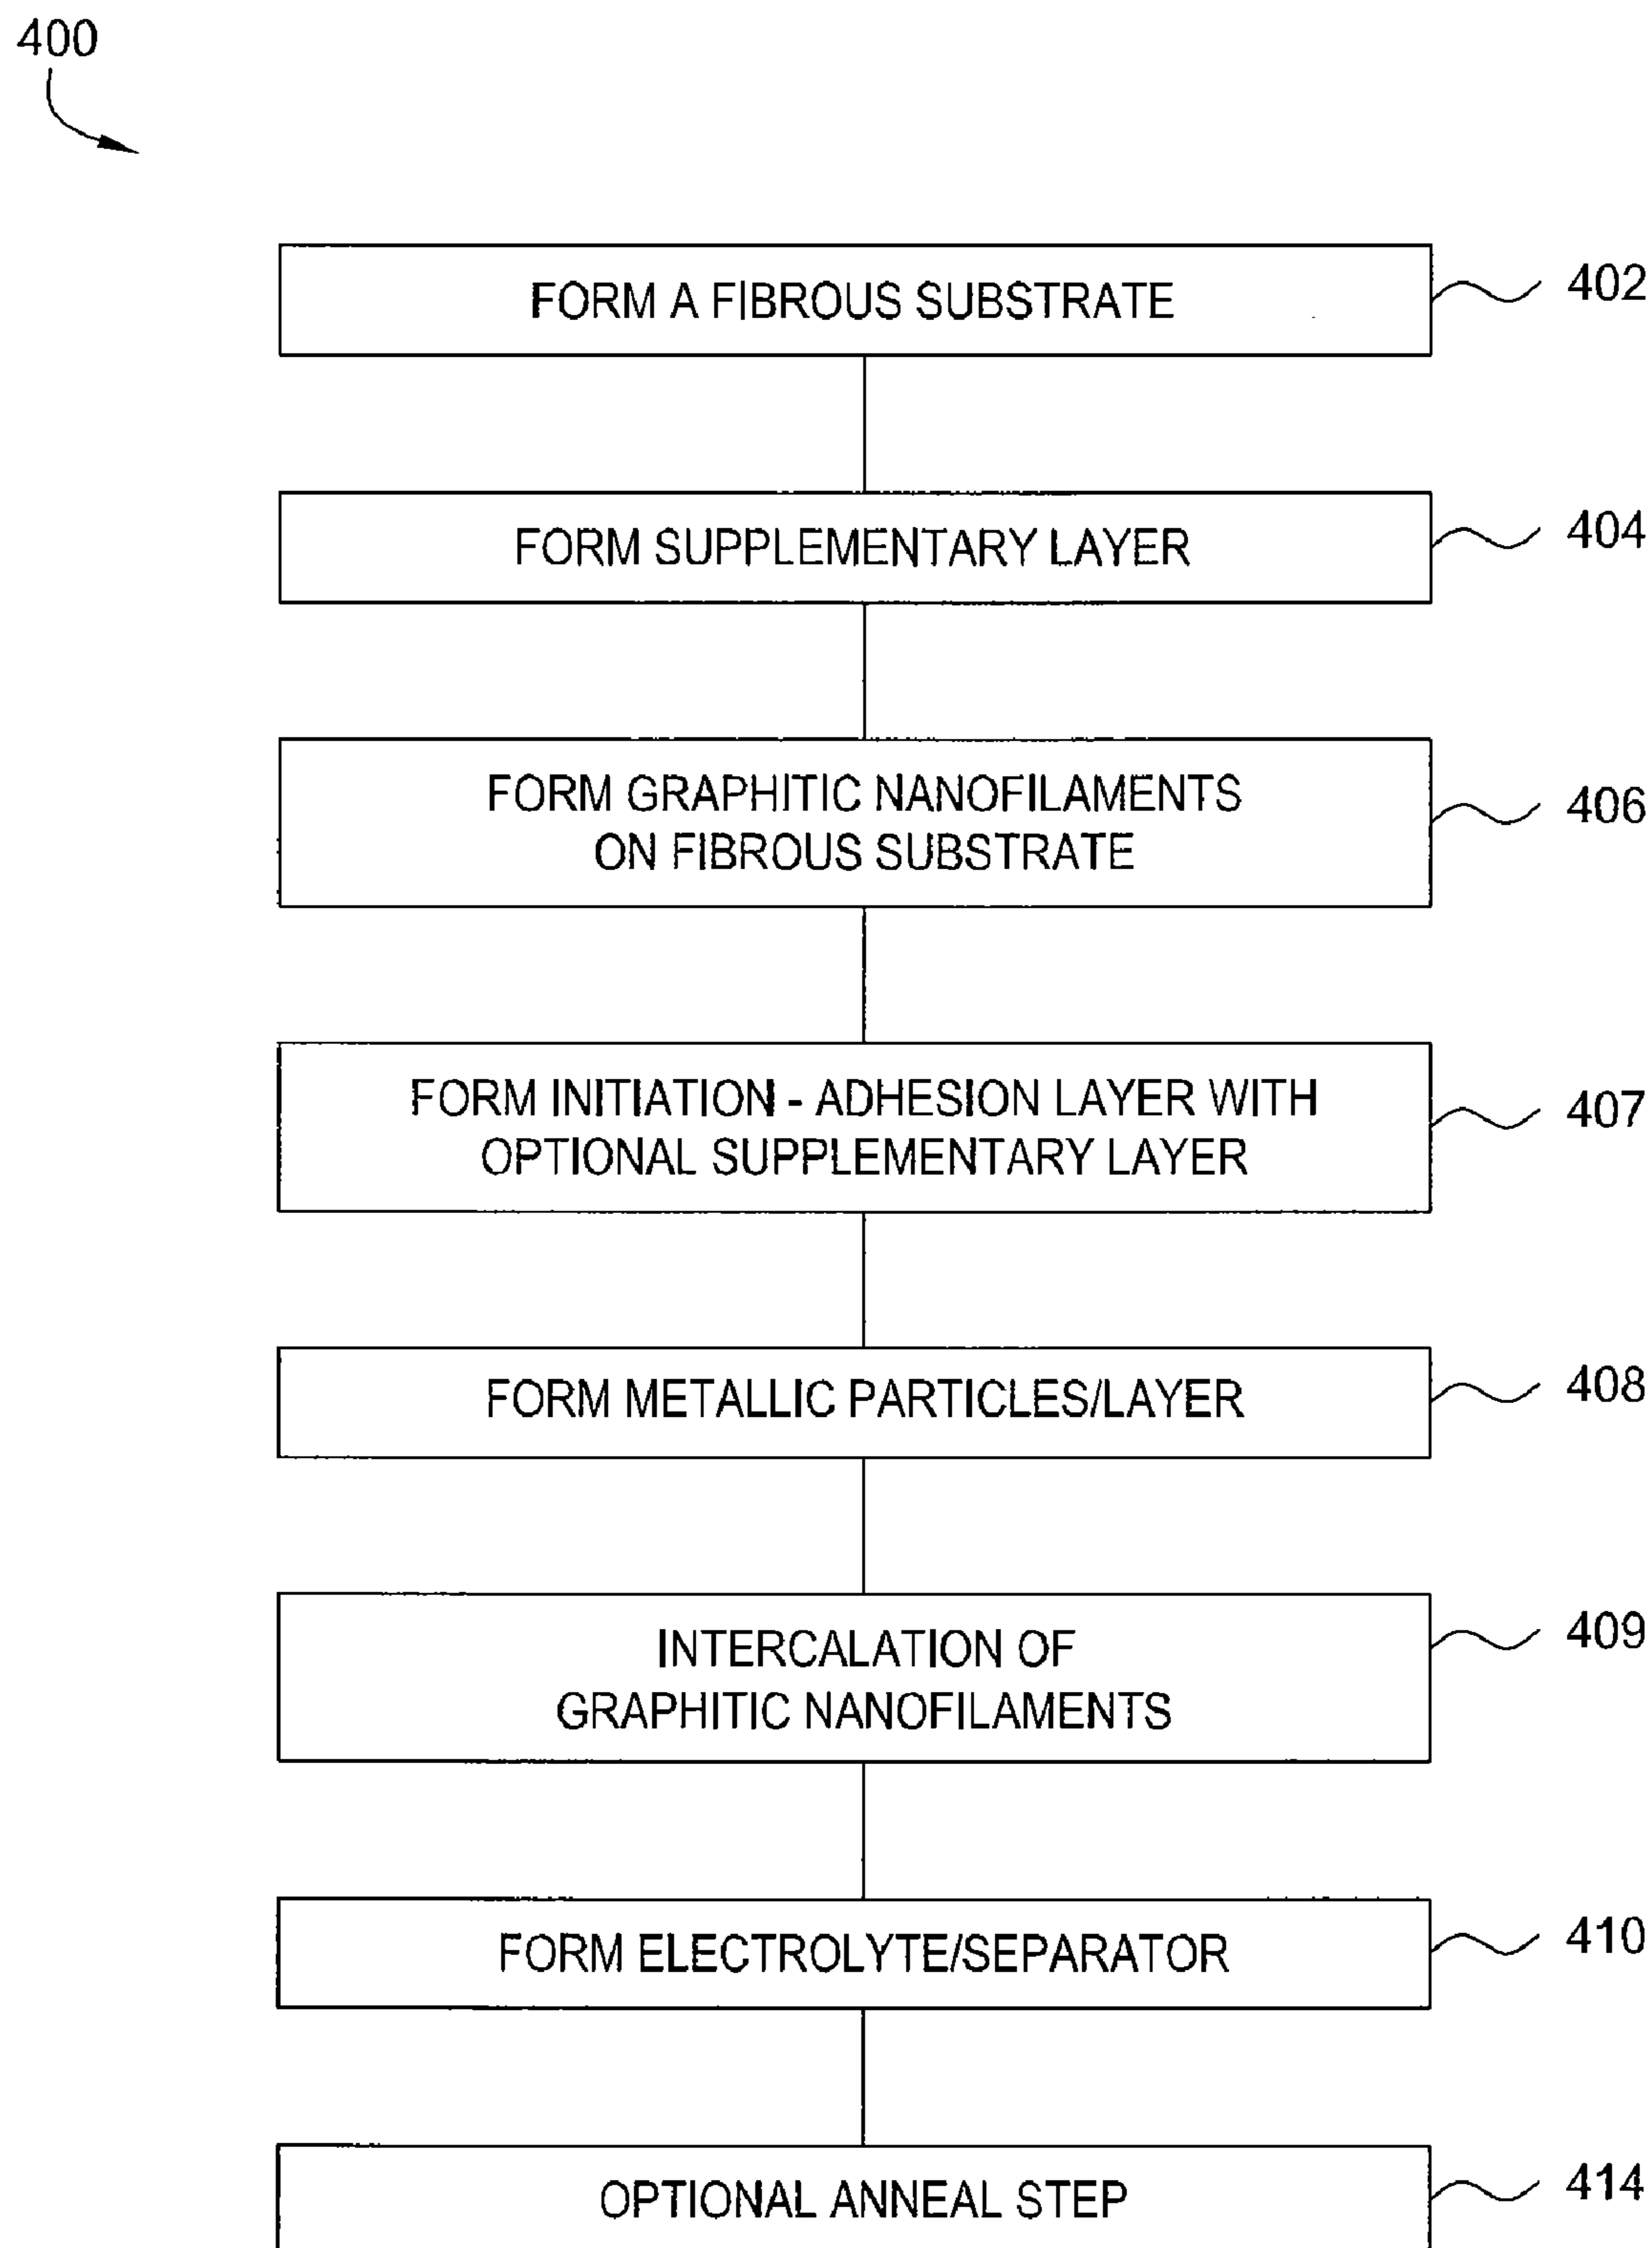 400
FORM A FIBROUS SUBSTRATE
402
FORM SUPPLEMENTARY LAYER
404
FORM GRAPHITIC NANOFILAMENTS
ON FIBROUS SUBSTRATE
406
FORM INITIATION - ADHESION LAYER WITH
OPTIONAL SUPPLEMENTARY LAYER
407
FORM METALLIC PARTICLES/LAYER
408
INTERCALATION OF
GRAPHITIC NANOFILAMENTS
409
FORM ELECTROLYTE/SEPARATOR
410
OPTIONAL ANNEAL STEP
414